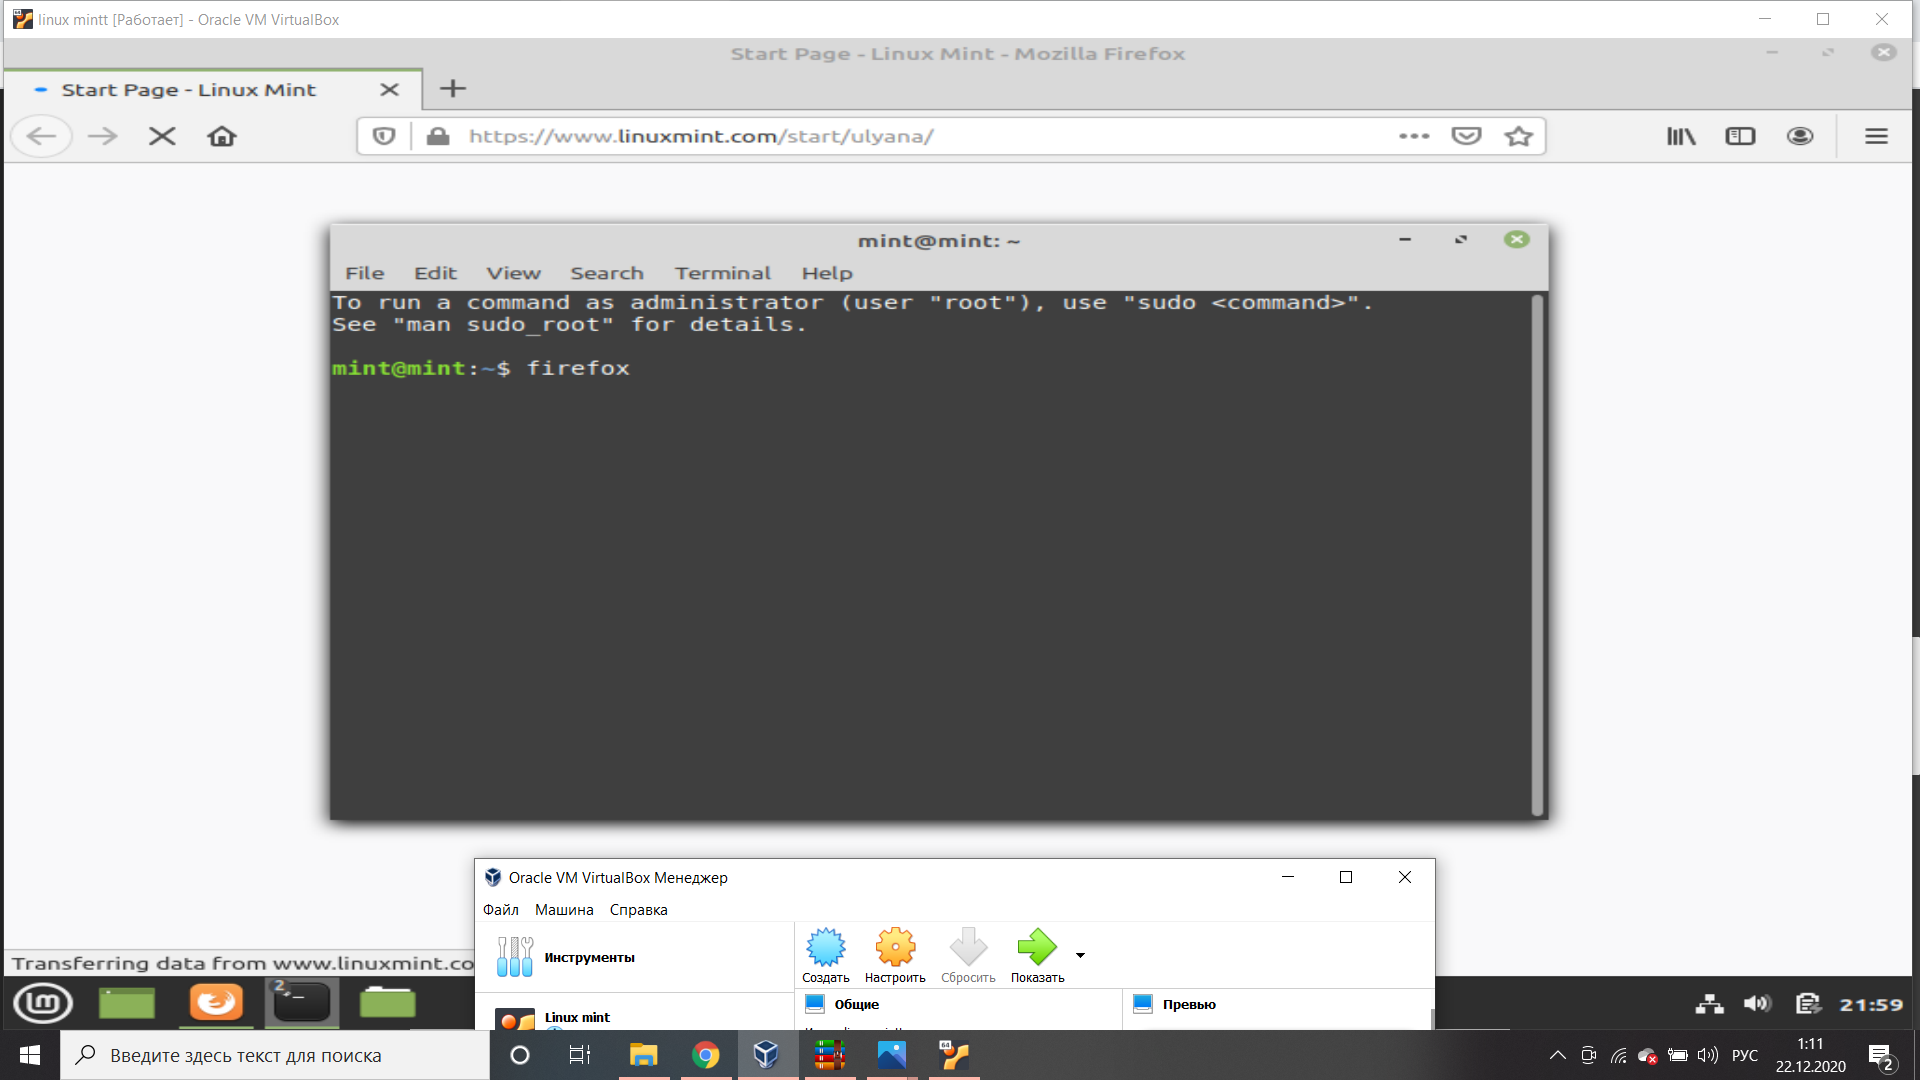 linux mintt [Работает] - Oracle VM VirtualBox
Start Page - Linux Mint - Mozilla Firefox
Start Page - Linux Mint
https://www.linuxmint.com/start/ulyana/
mint@mint: ~
File Edit View Search Terminal Help
To run a command as administrator (user "root"), use "sudo <command>".
See "man sudo_root" for details.
mint@mint:~$ firefox
Oracle VM VirtualBox Менеджер
Файл Машина Справка
Инструменты
Создать Настроить Сбросить Показать
Общие Превью
Linux mint
Transferring data from www.linuxmint.co
2
21:59
Введите здесь текст для поиска
64
РУС
1:11
22.12.2020
2